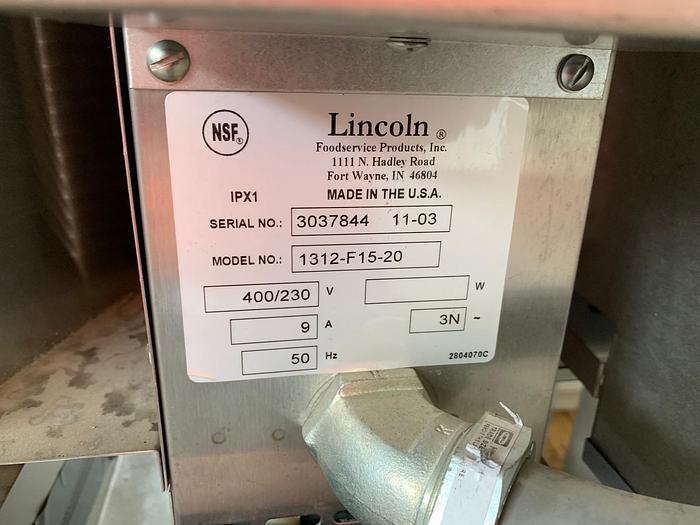 NSF®
Lincoln ®
Foodservice Products, Inc.
1111 N. Hadley Road
Fort Wayne, IN 46804
IPX1 MADE IN THE U.S.A.
SERIAL NO.: 3037844 11-03
MODEL NO.: 1312-F15-20
400/230 V W
9 A 3N ~
50 Hz
2804070C
K